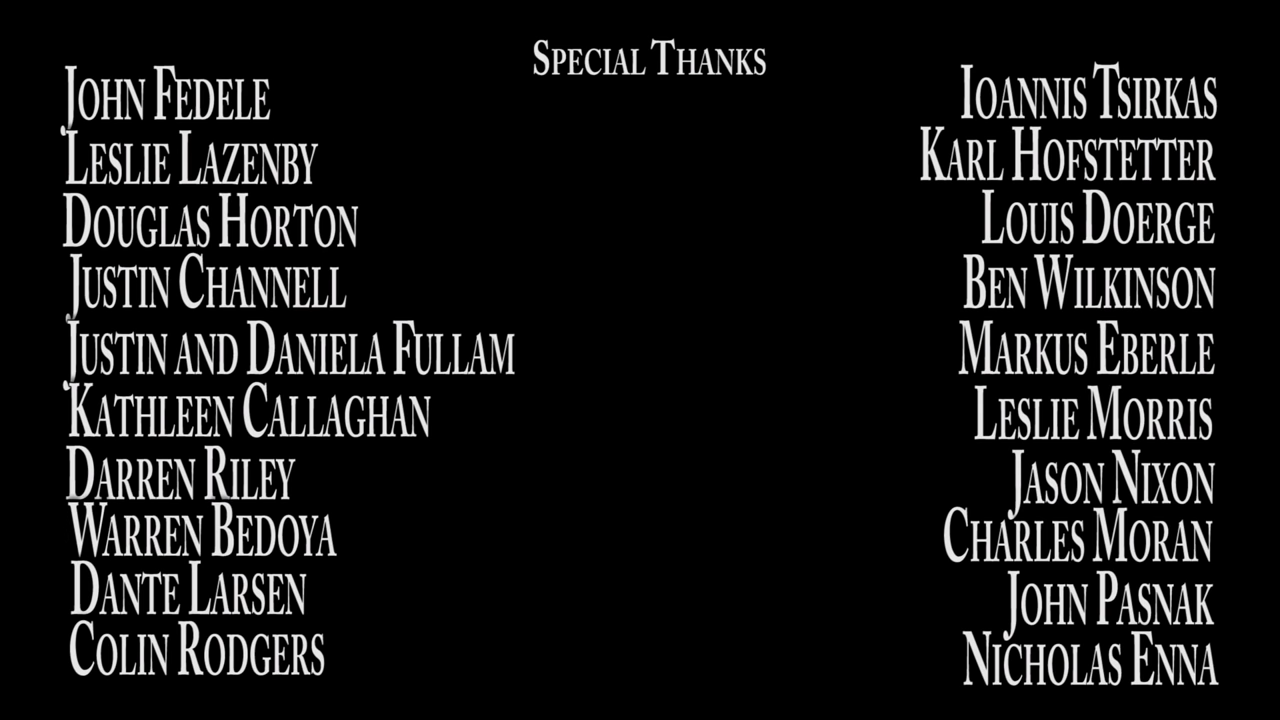 SPECIAL THANKS
JOHN FEDELE
LESLIE LAZENBY
DOUGLAS HORTON
JUSTIN CHANNELL
JUSTIN AND DANIELA FULLAM
KATHLEEN CALLAGHAN
DARREN RILEY
WARREN BEDOYA
DANTE LARSEN
COLIN RODGERS
IOANNIS TSIRKAS
KARL HOFSTETTER
LOUIS DOERGE
BEN WILKINSON
MARKUS EBERLE
LESLIE MORRIS
JASON NIXON
CHARLES MORAN
JOHN PASNAK
NICHOLAS ENNA